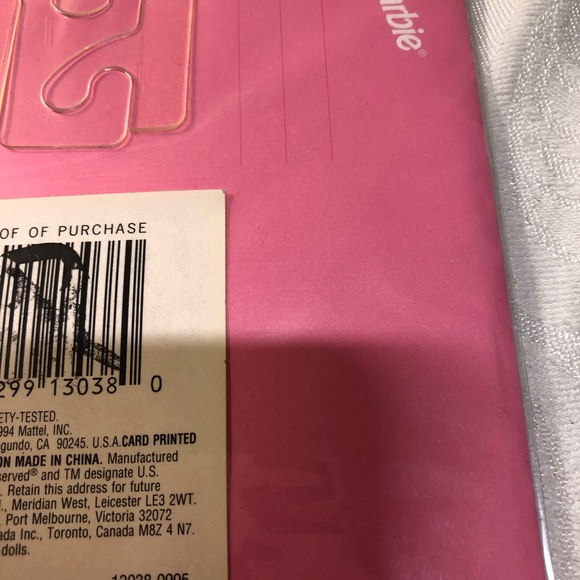 arbie®
OF OF PURCHASE
299 13038 0
ETY-TESTED.
994 Mattel, INC.
gundo, CA 90245. U.S.A. CARD PRINTED
ON MADE IN CHINA. Manufactured
served® and TM designate U.S.
. Retain this address for future
l., Meridian West, Leicester LE3 2WT.
, Port Melbourne, Victoria 32072
ada Inc., Toronto, Canada M8Z 4 N7.
dolls.
13038-0995